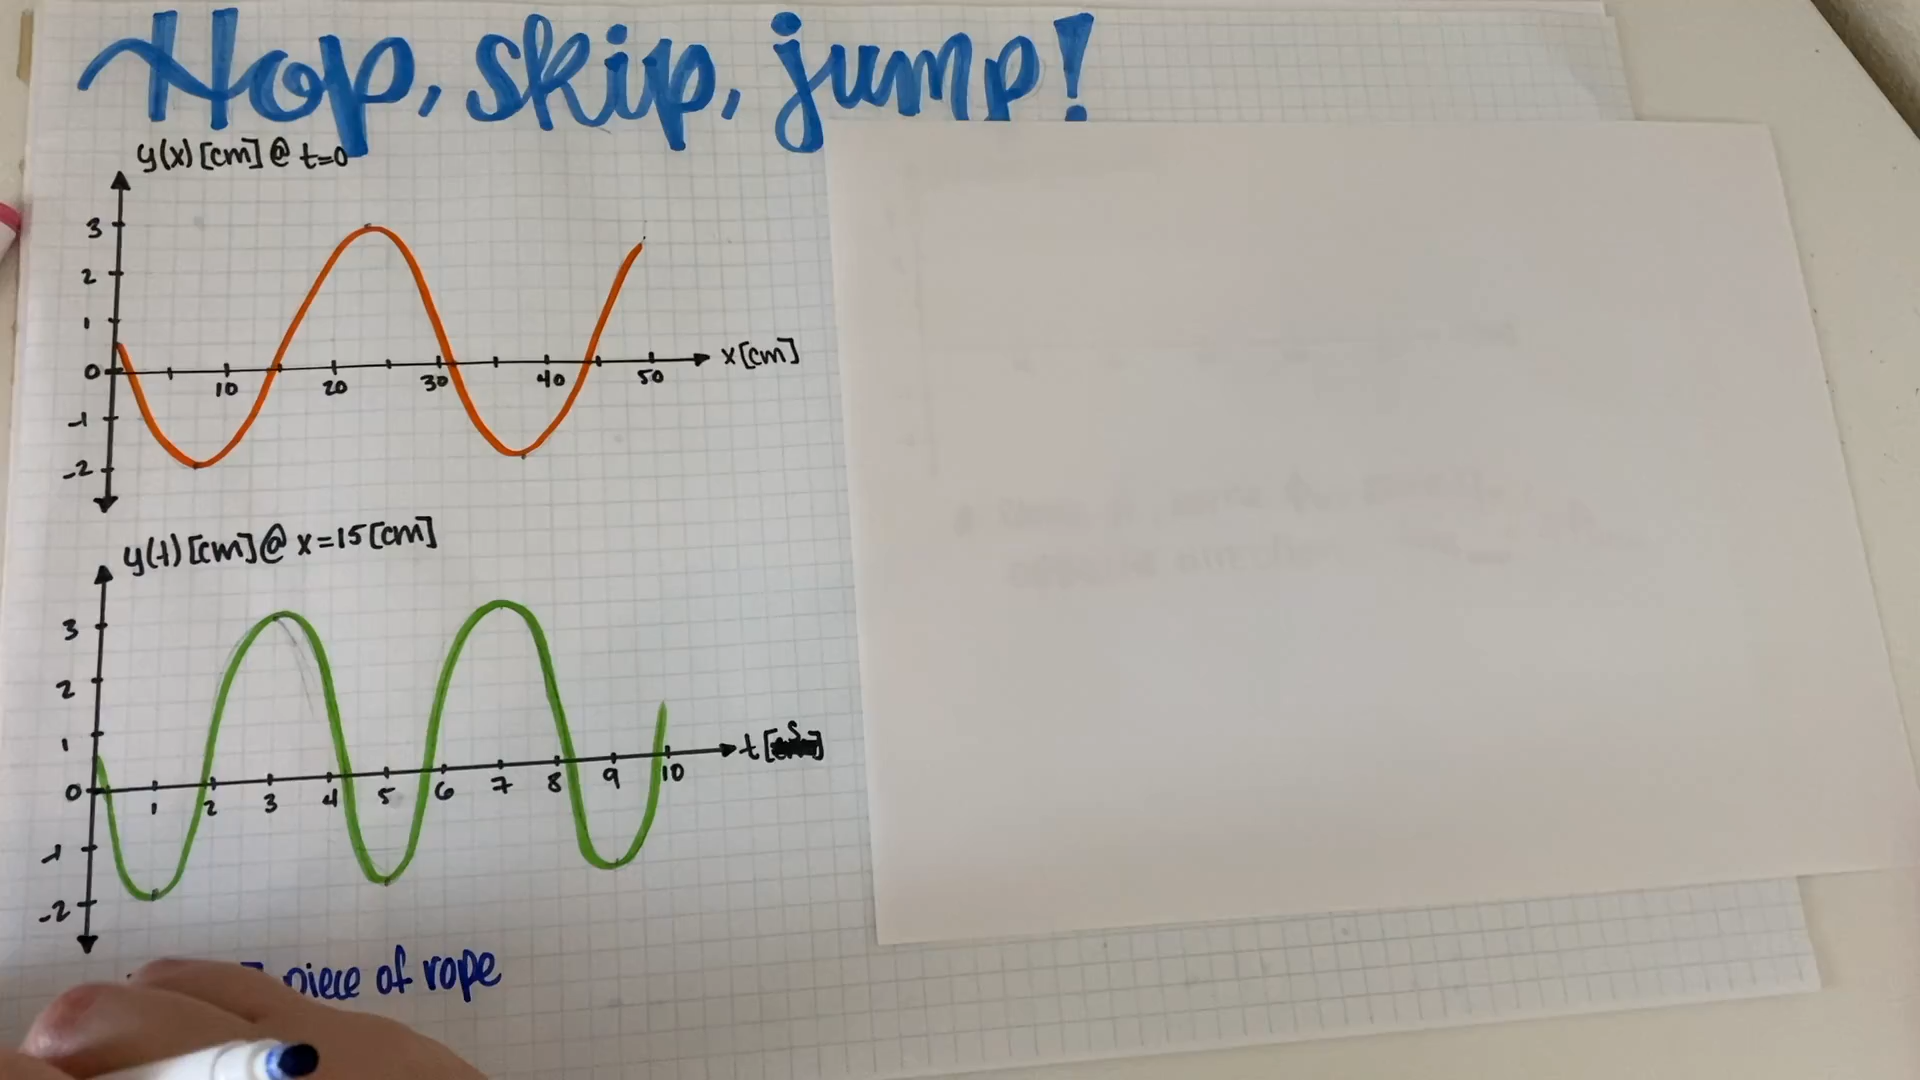 Hop, skip, jump!
y(x) [cm] @ t=0
3
2
1
0
-1
-2
10 20 30 40 50
x [cm]
y(t) [cm] @ x=15 [cm]
3
2
1
0
-1
-2
1 2 3 4 5 6 7 8 9 10
t [s]
piece of rope